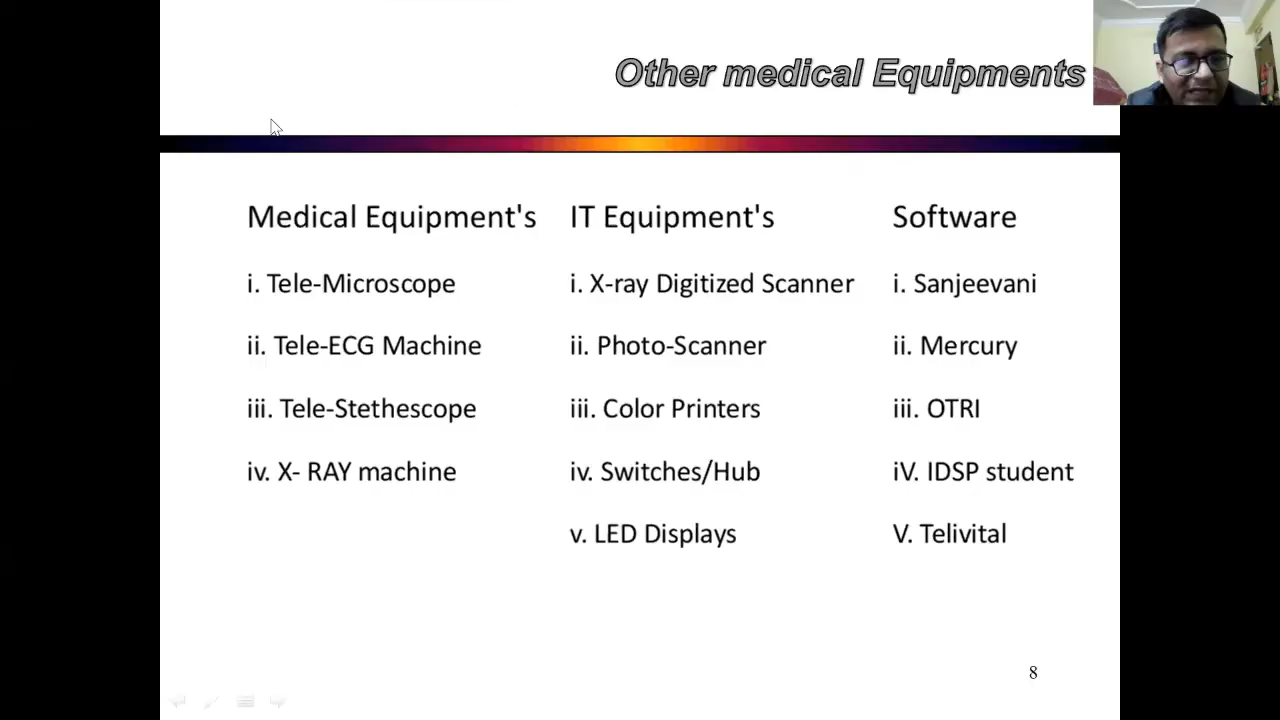 Other medical Equipments
Medical Equipment's
i. Tele-Microscope
ii. Tele-ECG Machine
iii. Tele-Stethescope
iv. X- RAY machine
IT Equipment's
i. X-ray Digitized Scanner
ii. Photo-Scanner
iii. Color Printers
iv. Switches/Hub
v. LED Displays
Software
i. Sanjeevani
ii. Mercury
iii. OTRI
iV. IDSP student
V. Telivital
8